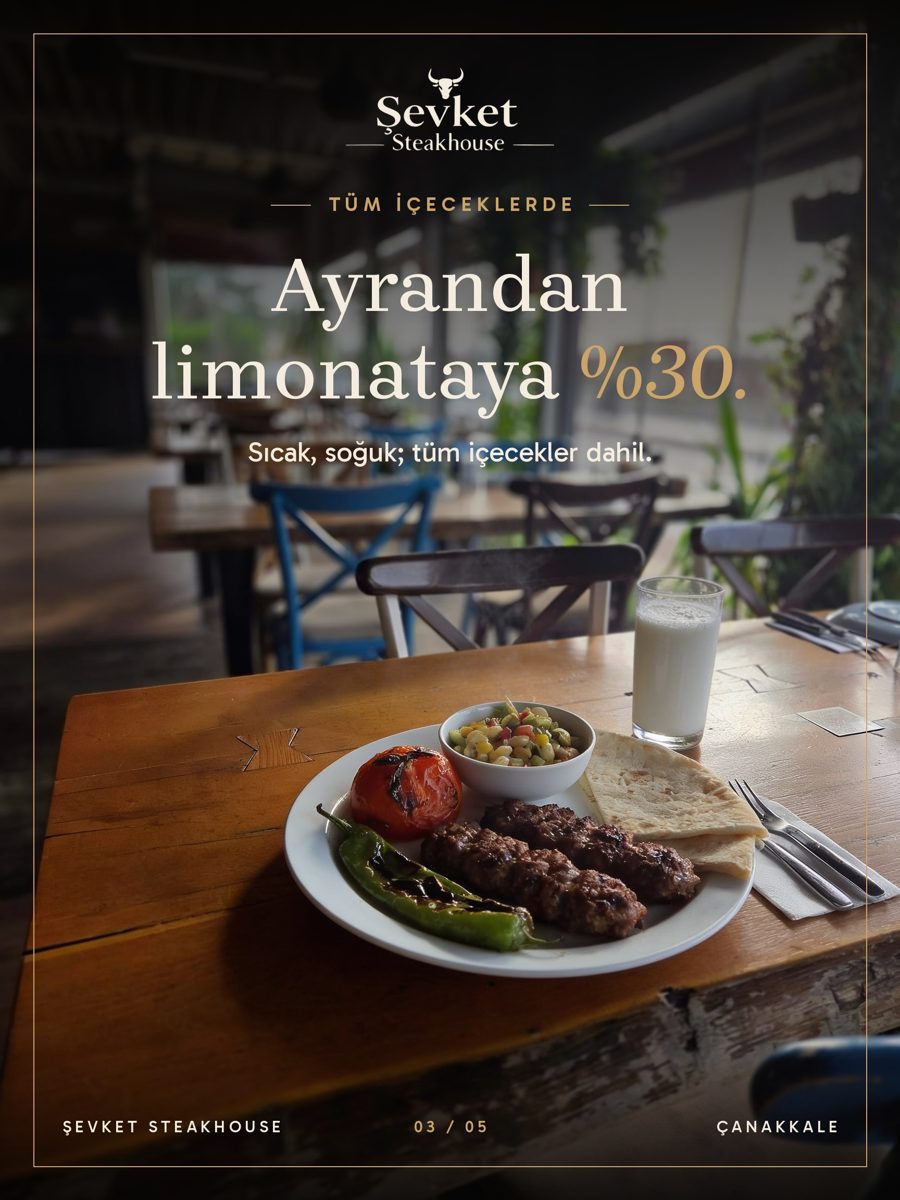 Şevket
Steakhouse
TÜM İÇECEKLERDE
Ayrandan
limonataya %30.
Sıcak, soğuk; tüm içecekler dahil.
ŞEVKET STEAKHOUSE
03 / 05
ÇANAKKALE